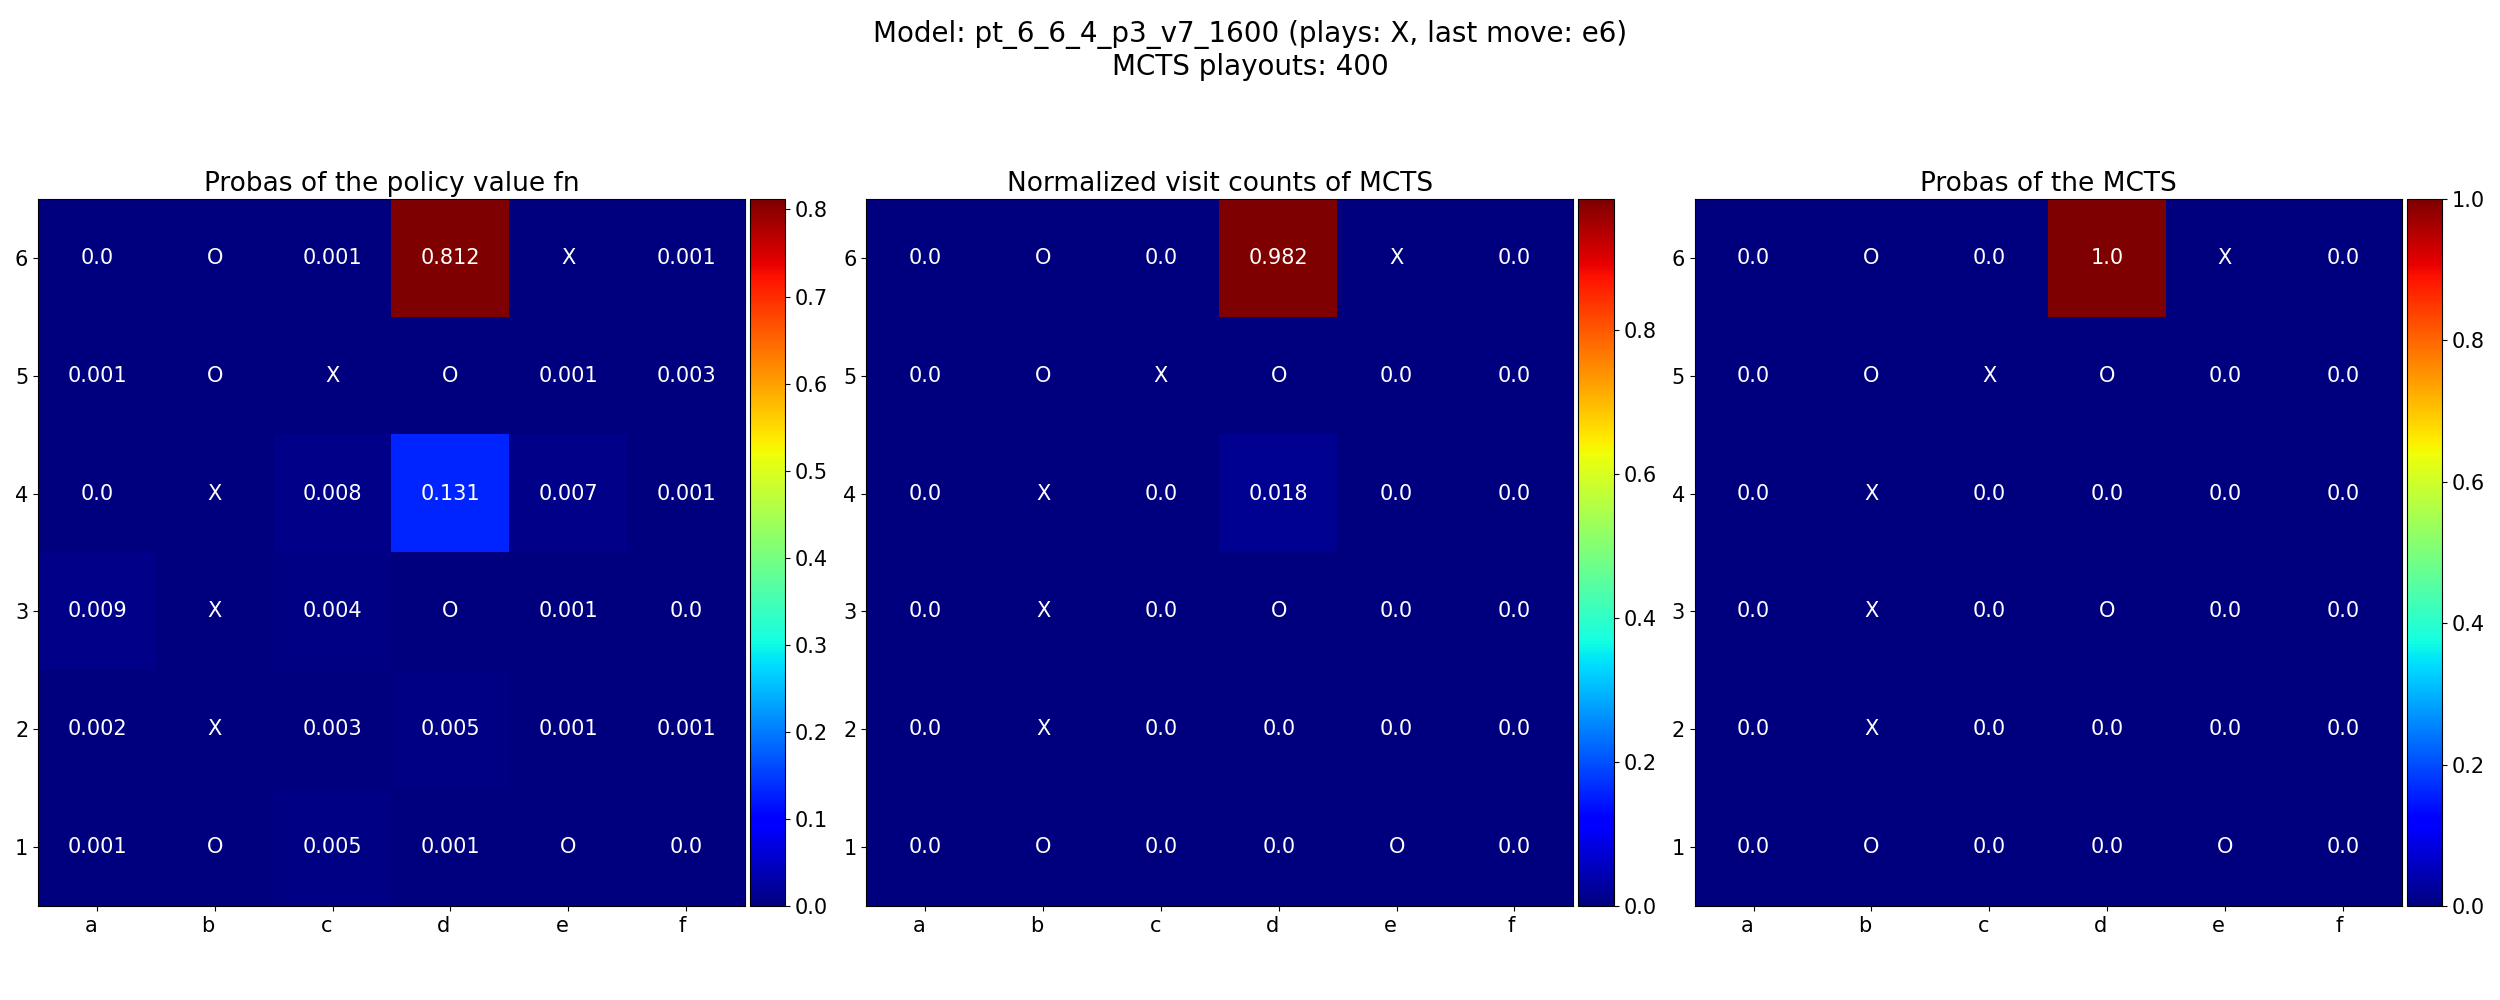 Model: pt_6_6_4_p3_v7_1600 (plays: X, last move: e6)
MCTS playouts: 400
Probas of the policy value fn
6 0.0 O 0.001 0.812 X 0.001
5 0.001 O X O 0.001 0.003
4 0.0 X 0.008 0.131 0.007 0.001
3 0.009 X 0.004 O 0.001 0.0
2 0.002 X 0.003 0.005 0.001 0.001
1 0.001 O 0.005 0.001 O 0.0
a b c d e f
0.8
0.7
0.6
0.5
0.4
0.3
0.2
0.1
0.0
Normalized visit counts of MCTS
6 0.0 O 0.0 0.982 X 0.0
5 0.0 O X O 0.0 0.0
4 0.0 X 0.0 0.018 0.0 0.0
3 0.0 X 0.0 O 0.0 0.0
2 0.0 X 0.0 0.0 0.0 0.0
1 0.0 O 0.0 0.0 O 0.0
a b c d e f
0.8
0.6
0.4
0.2
0.0
Probas of the MCTS
6 0.0 O 0.0 1.0 X 0.0
5 0.0 O X O 0.0 0.0
4 0.0 X 0.0 0.0 0.0 0.0
3 0.0 X 0.0 O 0.0 0.0
2 0.0 X 0.0 0.0 0.0 0.0
1 0.0 O 0.0 0.0 O 0.0
a b c d e f
1.0
0.8
0.6
0.4
0.2
0.0